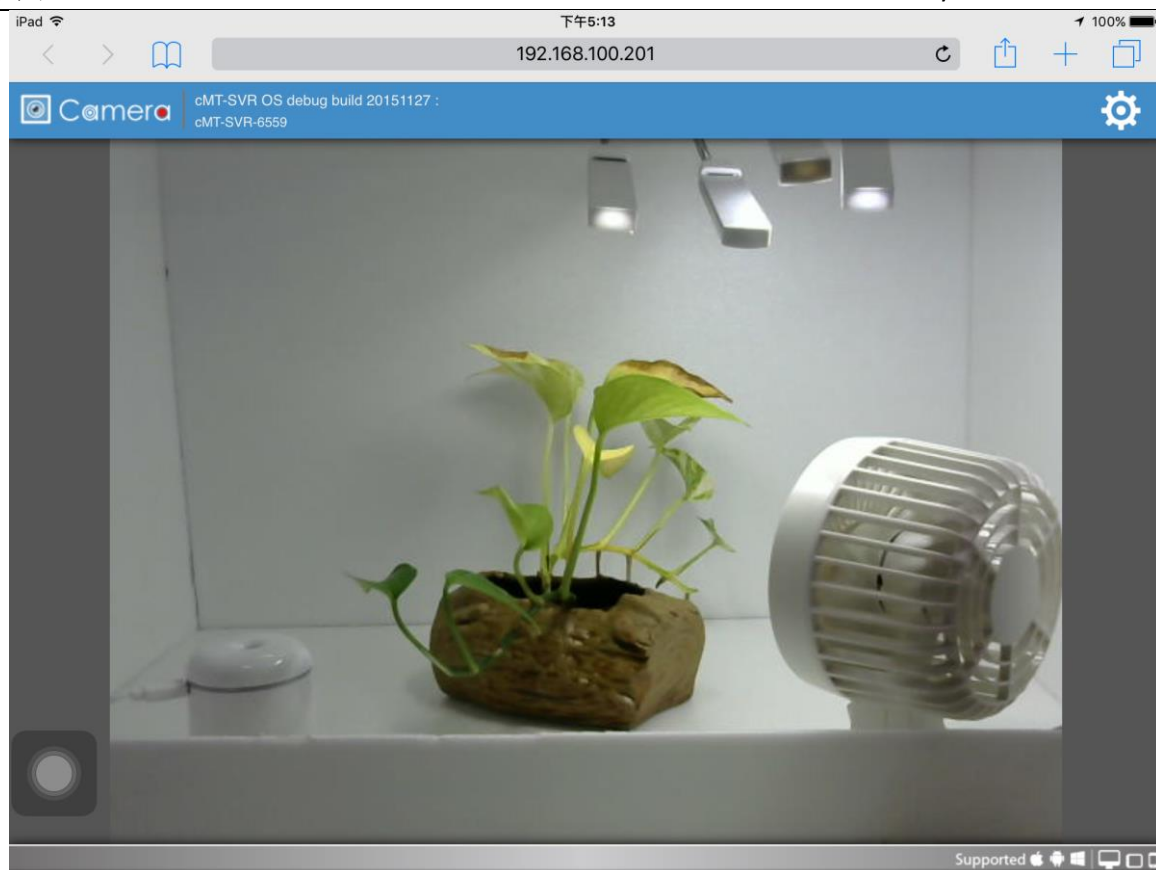 iPad 下午5:13 100%
192.168.100.201
Camera
cMT-SVR OS debug build 20151127 :
cMT-SVR-6559
Supported